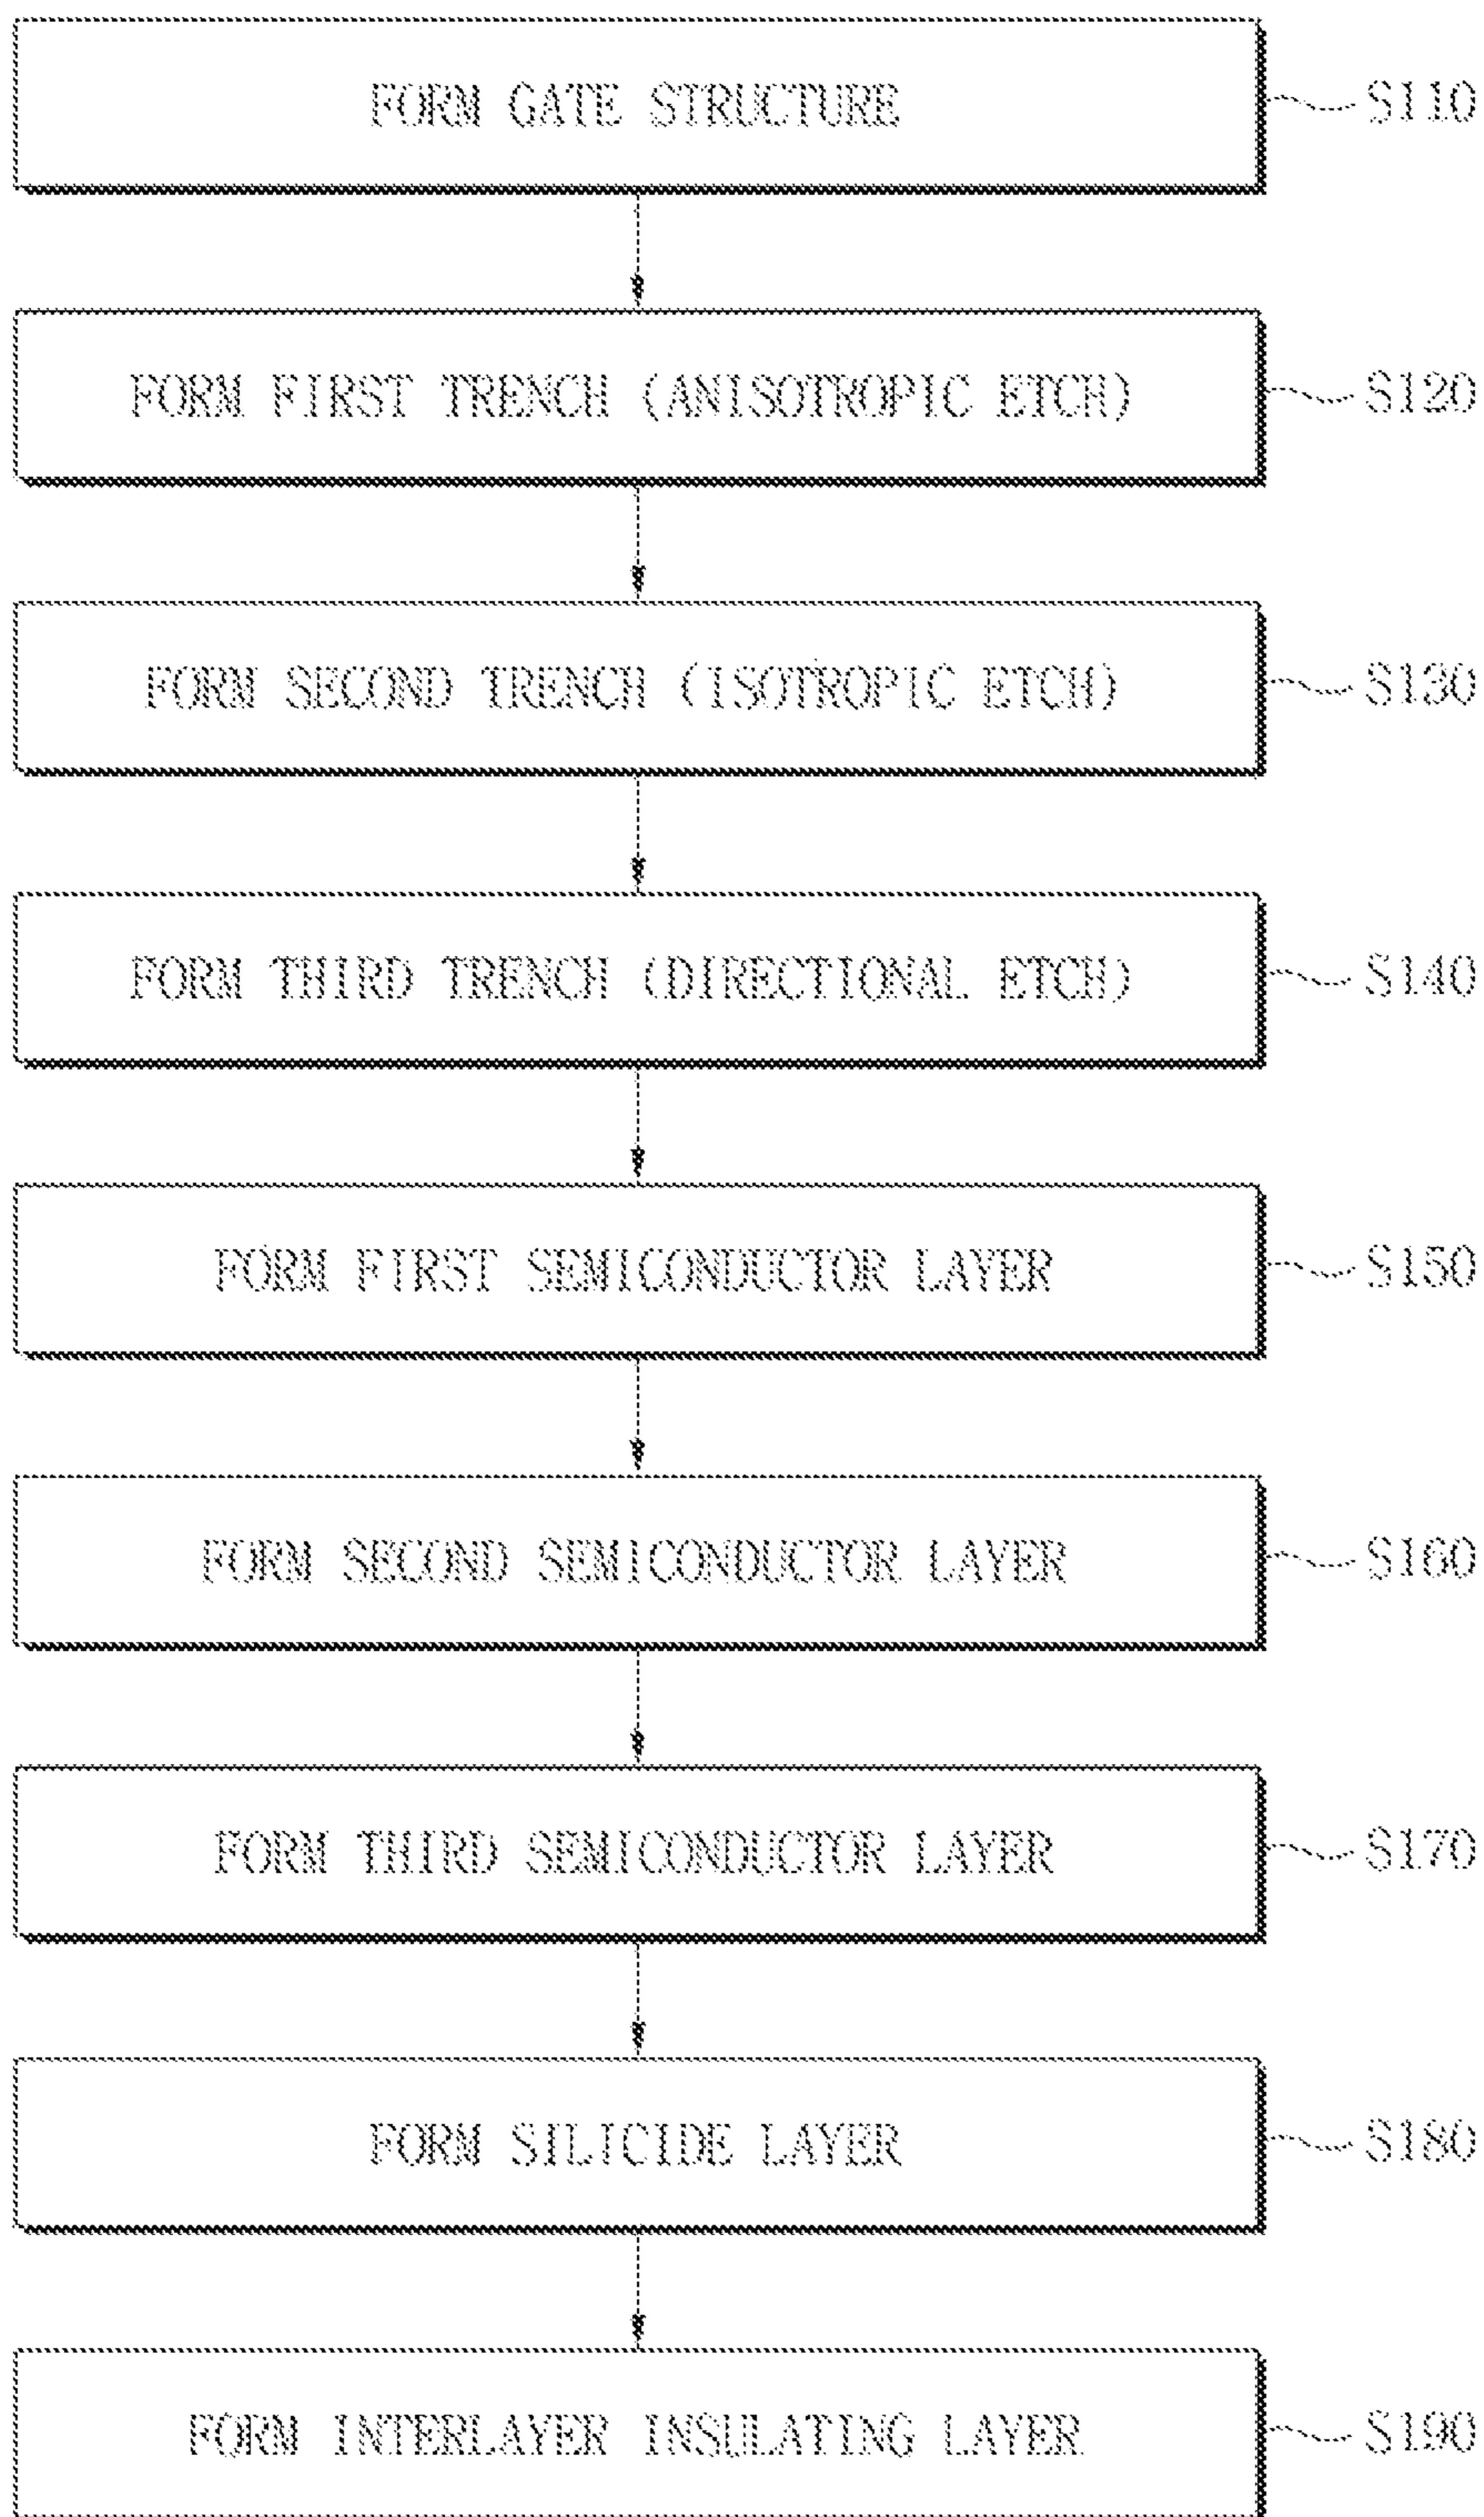 FORM GATE STRUCTURE S110
FORM FIRST TRENCH (ANISOTROPIC ETCH) S120
FORM SECOND TRENCH (ISOTROPIC ETCH) S130
FORM THIRD TRENCH (DIRECTIONAL ETCH) S140
FORM FIRST SEMICONDUCTOR LAYER S150
FORM SECOND SEMICONDUCTOR LAYER S160
FORM THIRD SEMICONDUCTOR LAYER S170
FORM SILICIDE LAYER S180
FORM INTERLAYER INSULATING LAYER S190